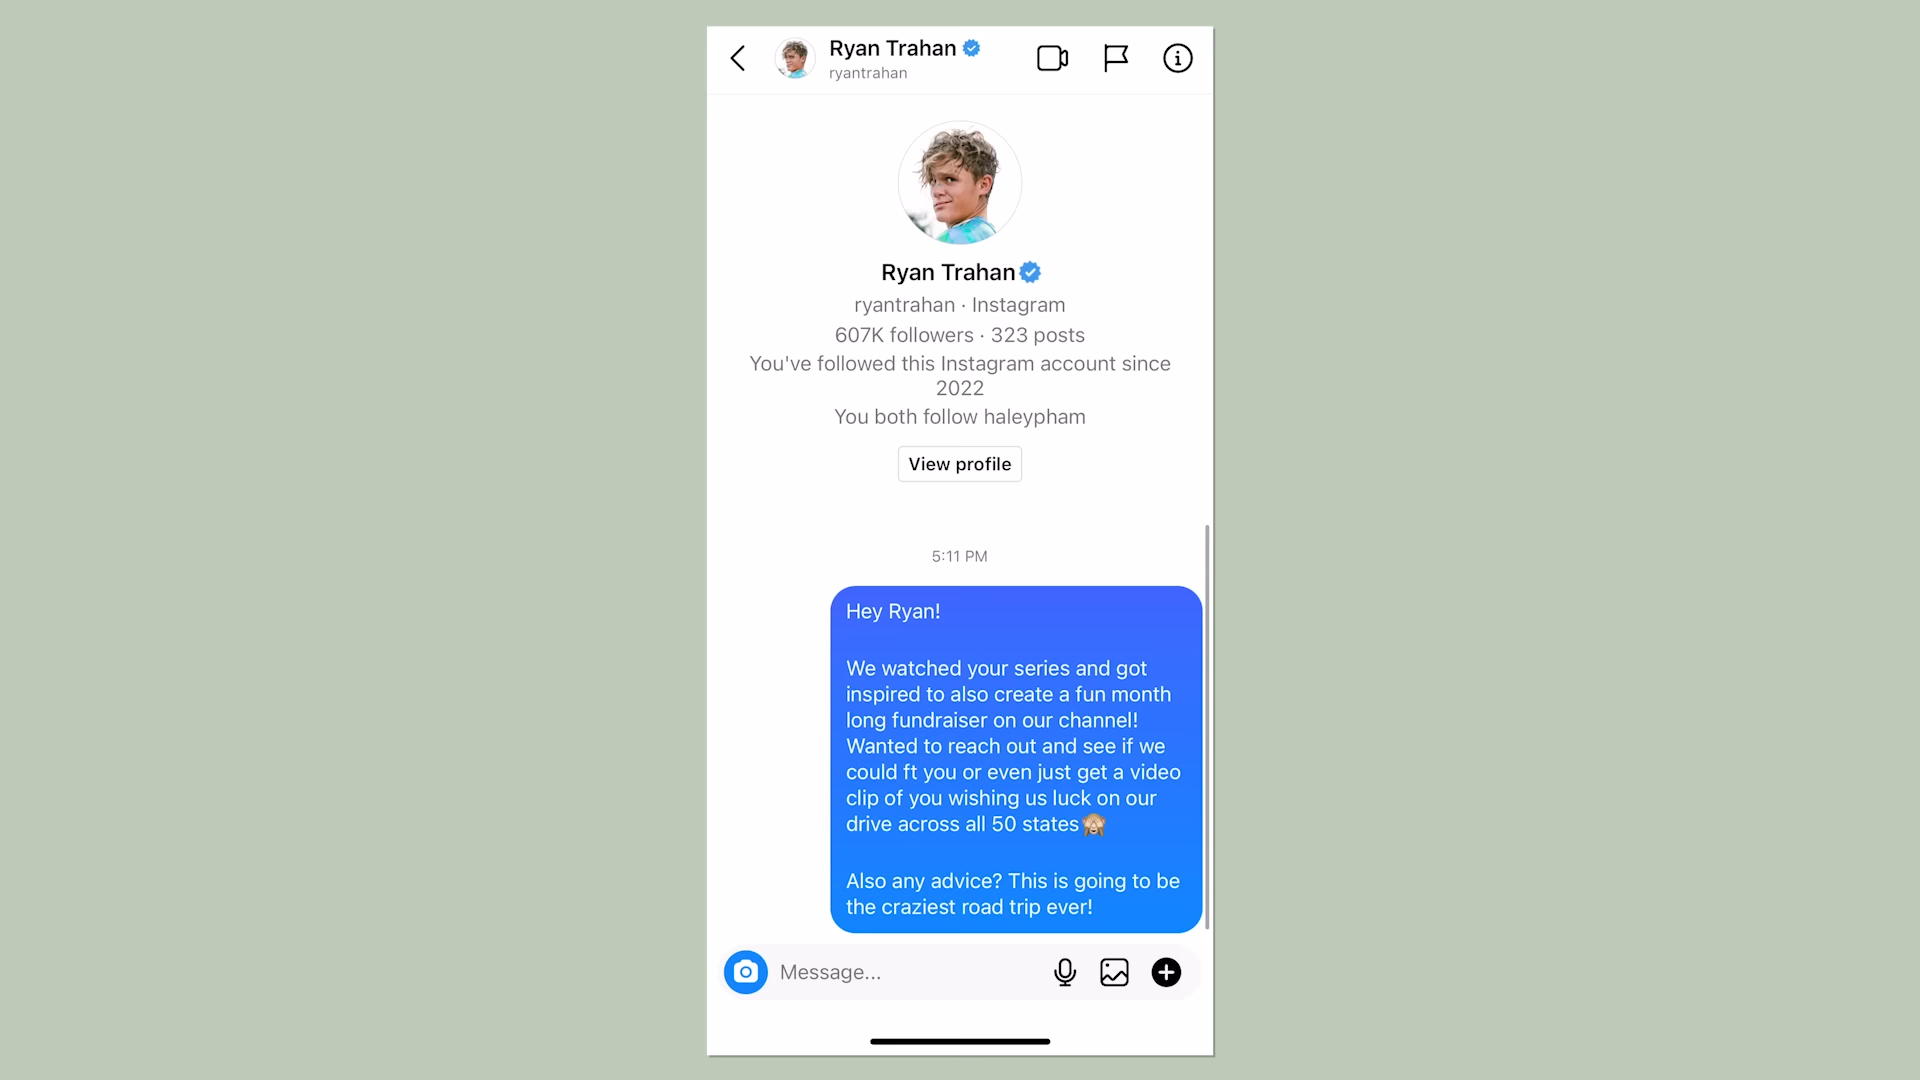 Ryan Trahan
ryantrahan
Ryan Trahan
ryantrahan · Instagram
607K followers · 323 posts
You've followed this Instagram account since
2022
You both follow haleypham
View profile
5:11 PM
Hey Ryan!
We watched your series and got
inspired to also create a fun month
long fundraiser on our channel!
Wanted to reach out and see if we
could ft you or even just get a video
clip of you wishing us luck on our
drive across all 50 states🙈
Also any advice? This is going to be
the craziest road trip ever!
Message...